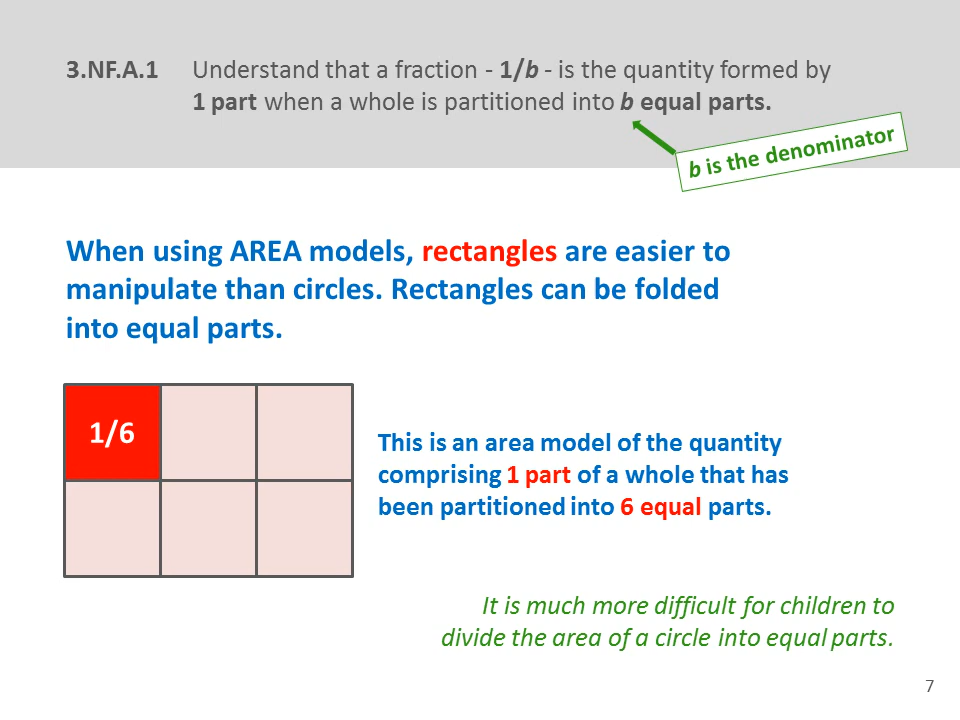 3.NF.A.1 Understand that a fraction - 1/b - is the quantity formed by
1 part when a whole is partitioned into b equal parts.
b is the denominator
When using AREA models, rectangles are easier to
manipulate than circles. Rectangles can be folded
into equal parts.
1/6
This is an area model of the quantity
comprising 1 part of a whole that has
been partitioned into 6 equal parts.
It is much more difficult for children to
divide the area of a circle into equal parts.
7